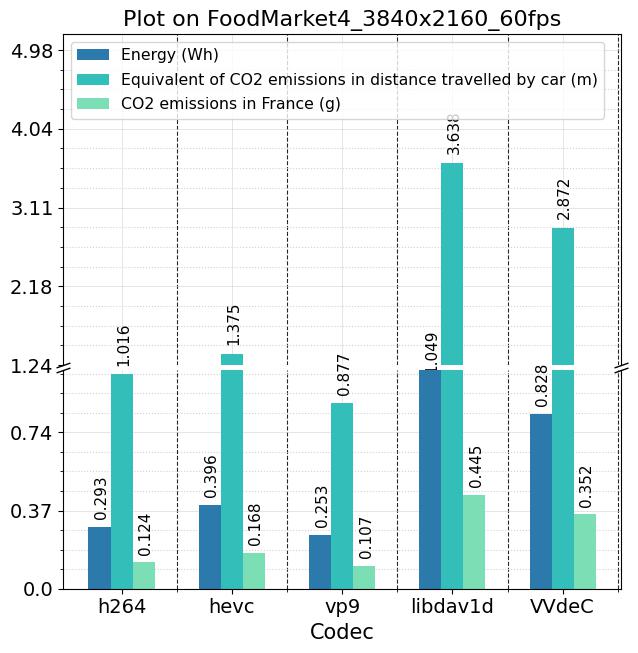 Plot on FoodMarket4_3840x2160_60fps
Energy (Wh)
Equivalent of CO2 emissions in distance travelled by car (m)
CO2 emissions in France (g)
4.98
4.04
3.11
2.18
1.24
0.74
0.37
0.0
0.293
1.016
0.124
0.396
1.375
0.168
0.253
0.877
0.107
1.049
3.638
0.445
0.828
2.872
0.352
h264
hevc
vp9
libdav1d
VVdeC
Codec